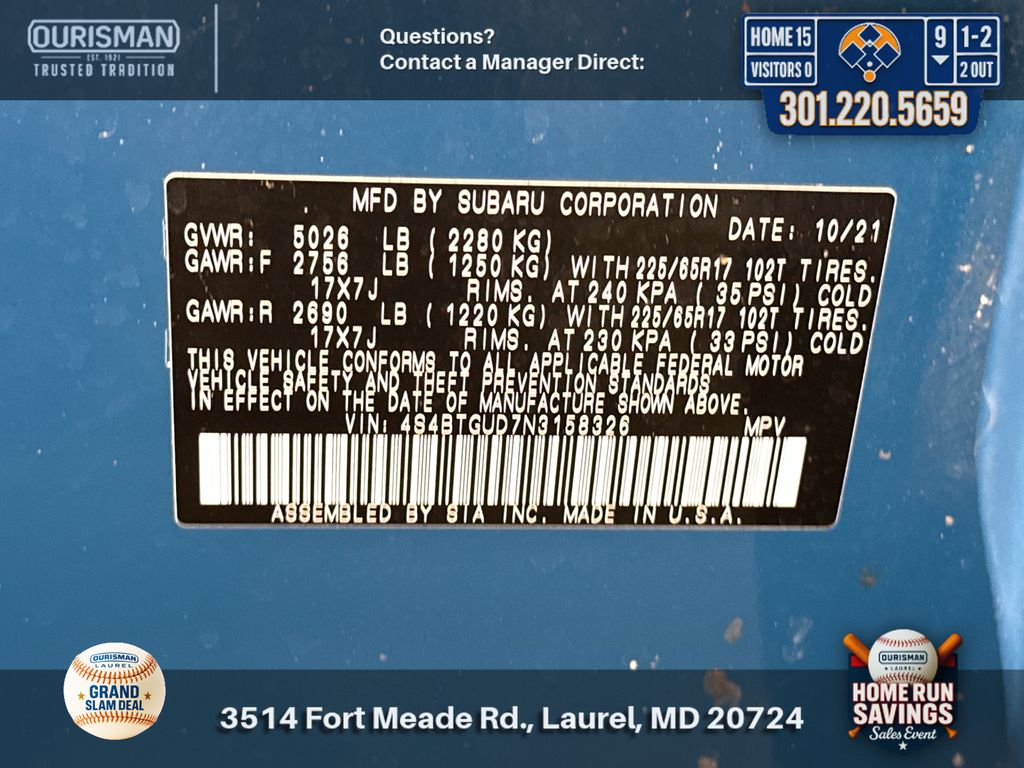 OURISMAN
EST. 1921
TRUSTED TRADITION
Questions?
Contact a Manager Direct:
HOME 15
VISITORS 0
9
1-2
2 OUT
301.220.5659
MFD BY SUBARU CORPORATION
DATE: 10/21
GVWR: 5026 LB ( 2280 KG)
GAWR:F 2756 LB ( 1250 KG) WITH 225/65R17 102T TIRES.
17X7J RIMS. AT 240 KPA ( 35 PSI) COLD
GAWR:R 2690 LB ( 1220 KG) WITH 225/65R17 102T TIRES.
17X7J RIMS. AT 230 KPA ( 33 PSI) COLD
THIS VEHICLE CONFORMS TO ALL APPLICABLE FEDERAL MOTOR
VEHICLE SAFETY AND THEFT PREVENTION STANDARDS
IN EFFECT ON THE DATE OF MANUFACTURE SHOWN ABOVE.
VIN: 4S4BTGUD7N3158326 MPV
ASSEMBLED BY SIA INC. MADE IN U.S.A.
OURISMAN
LAUREL
GRAND
SLAM DEAL
3514 Fort Meade Rd., Laurel, MD 20724
OURISMAN
LAUREL
HOME RUN
SAVINGS
Sales Event